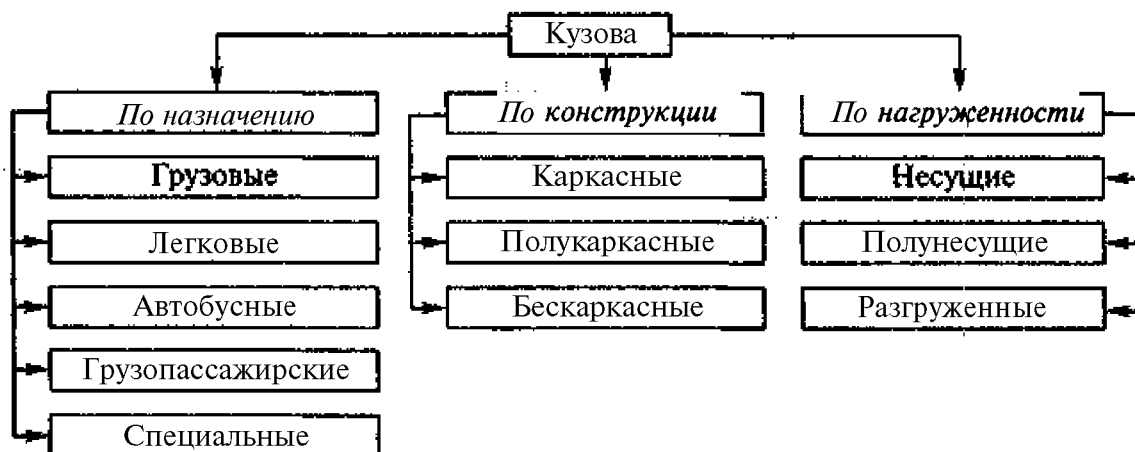 Кузова
По назначению
Грузовые
Легковые
Автобусные
Грузопассажирские
Специальные
По конструкции
Каркасные
Полукаркасные
Бескаркасные
По нагруженности
Несущие
Полунесущие
Разгруженные